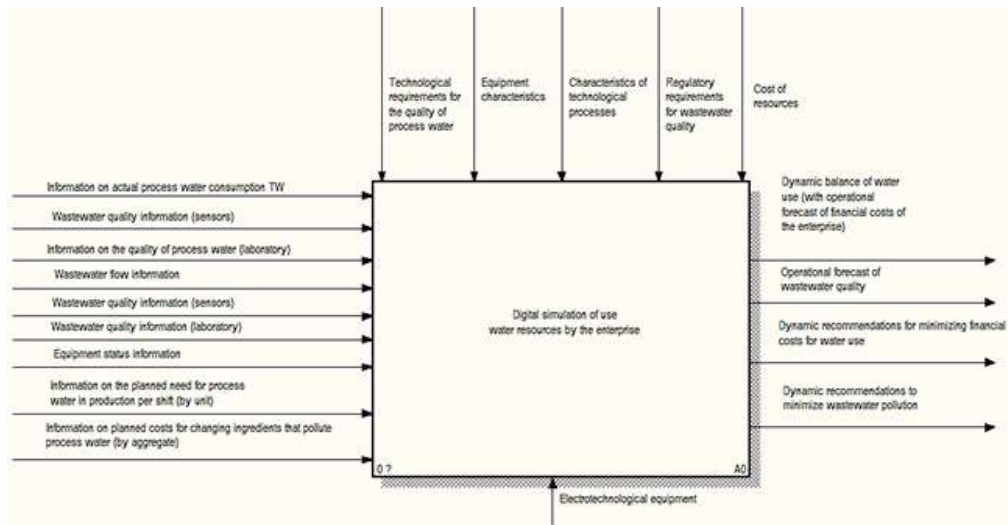 Technological
requirements for
the quality of
process water
Equipment
characteristics
Characteristics of
technological
processes
Regulatory
requirements
for wastewater
quality
Cost of
resources
Information on actual process water consumption TW
Wastewater quality information (sensors)
Information on the quality of process water (laboratory)
Wastewater flow information
Wastewater quality information (sensors)
Wastewater quality information (laboratory)
Equipment status information
Information on the planned need for process
water in production per shift (by unit)
Information on planned costs for changing ingredients that pollute
process water (by aggregate)
Digital simulation of use
water resources by the enterprise
0 ?
A0
Dynamic balance of water
use (with operational
forecast of financial costs of
the enterprise)
Operational forecast of
wastewater quality
Dynamic recommendations for minimizing financial
costs for water use
Dynamic recommendations to
minimize wastewater pollution
Electrotechnological equipment